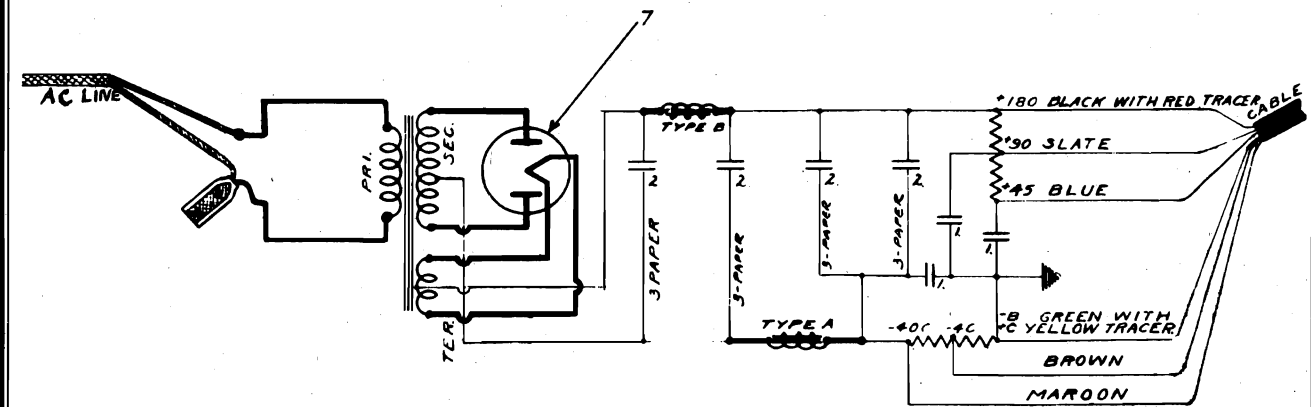 7
AC LINE
PRI.
SEC.
TER.
TYPE B
2
3 PAPER
2
3-PAPER
2
3-PAPER
2
3-PAPER
1.
1.
1.
TYPE A
+180 BLACK WITH RED TRACER
CABLE
+90 SLATE
+45 BLUE
-40C -4C
-B GREEN WITH
+C YELLOW TRACER
BROWN
MAROON